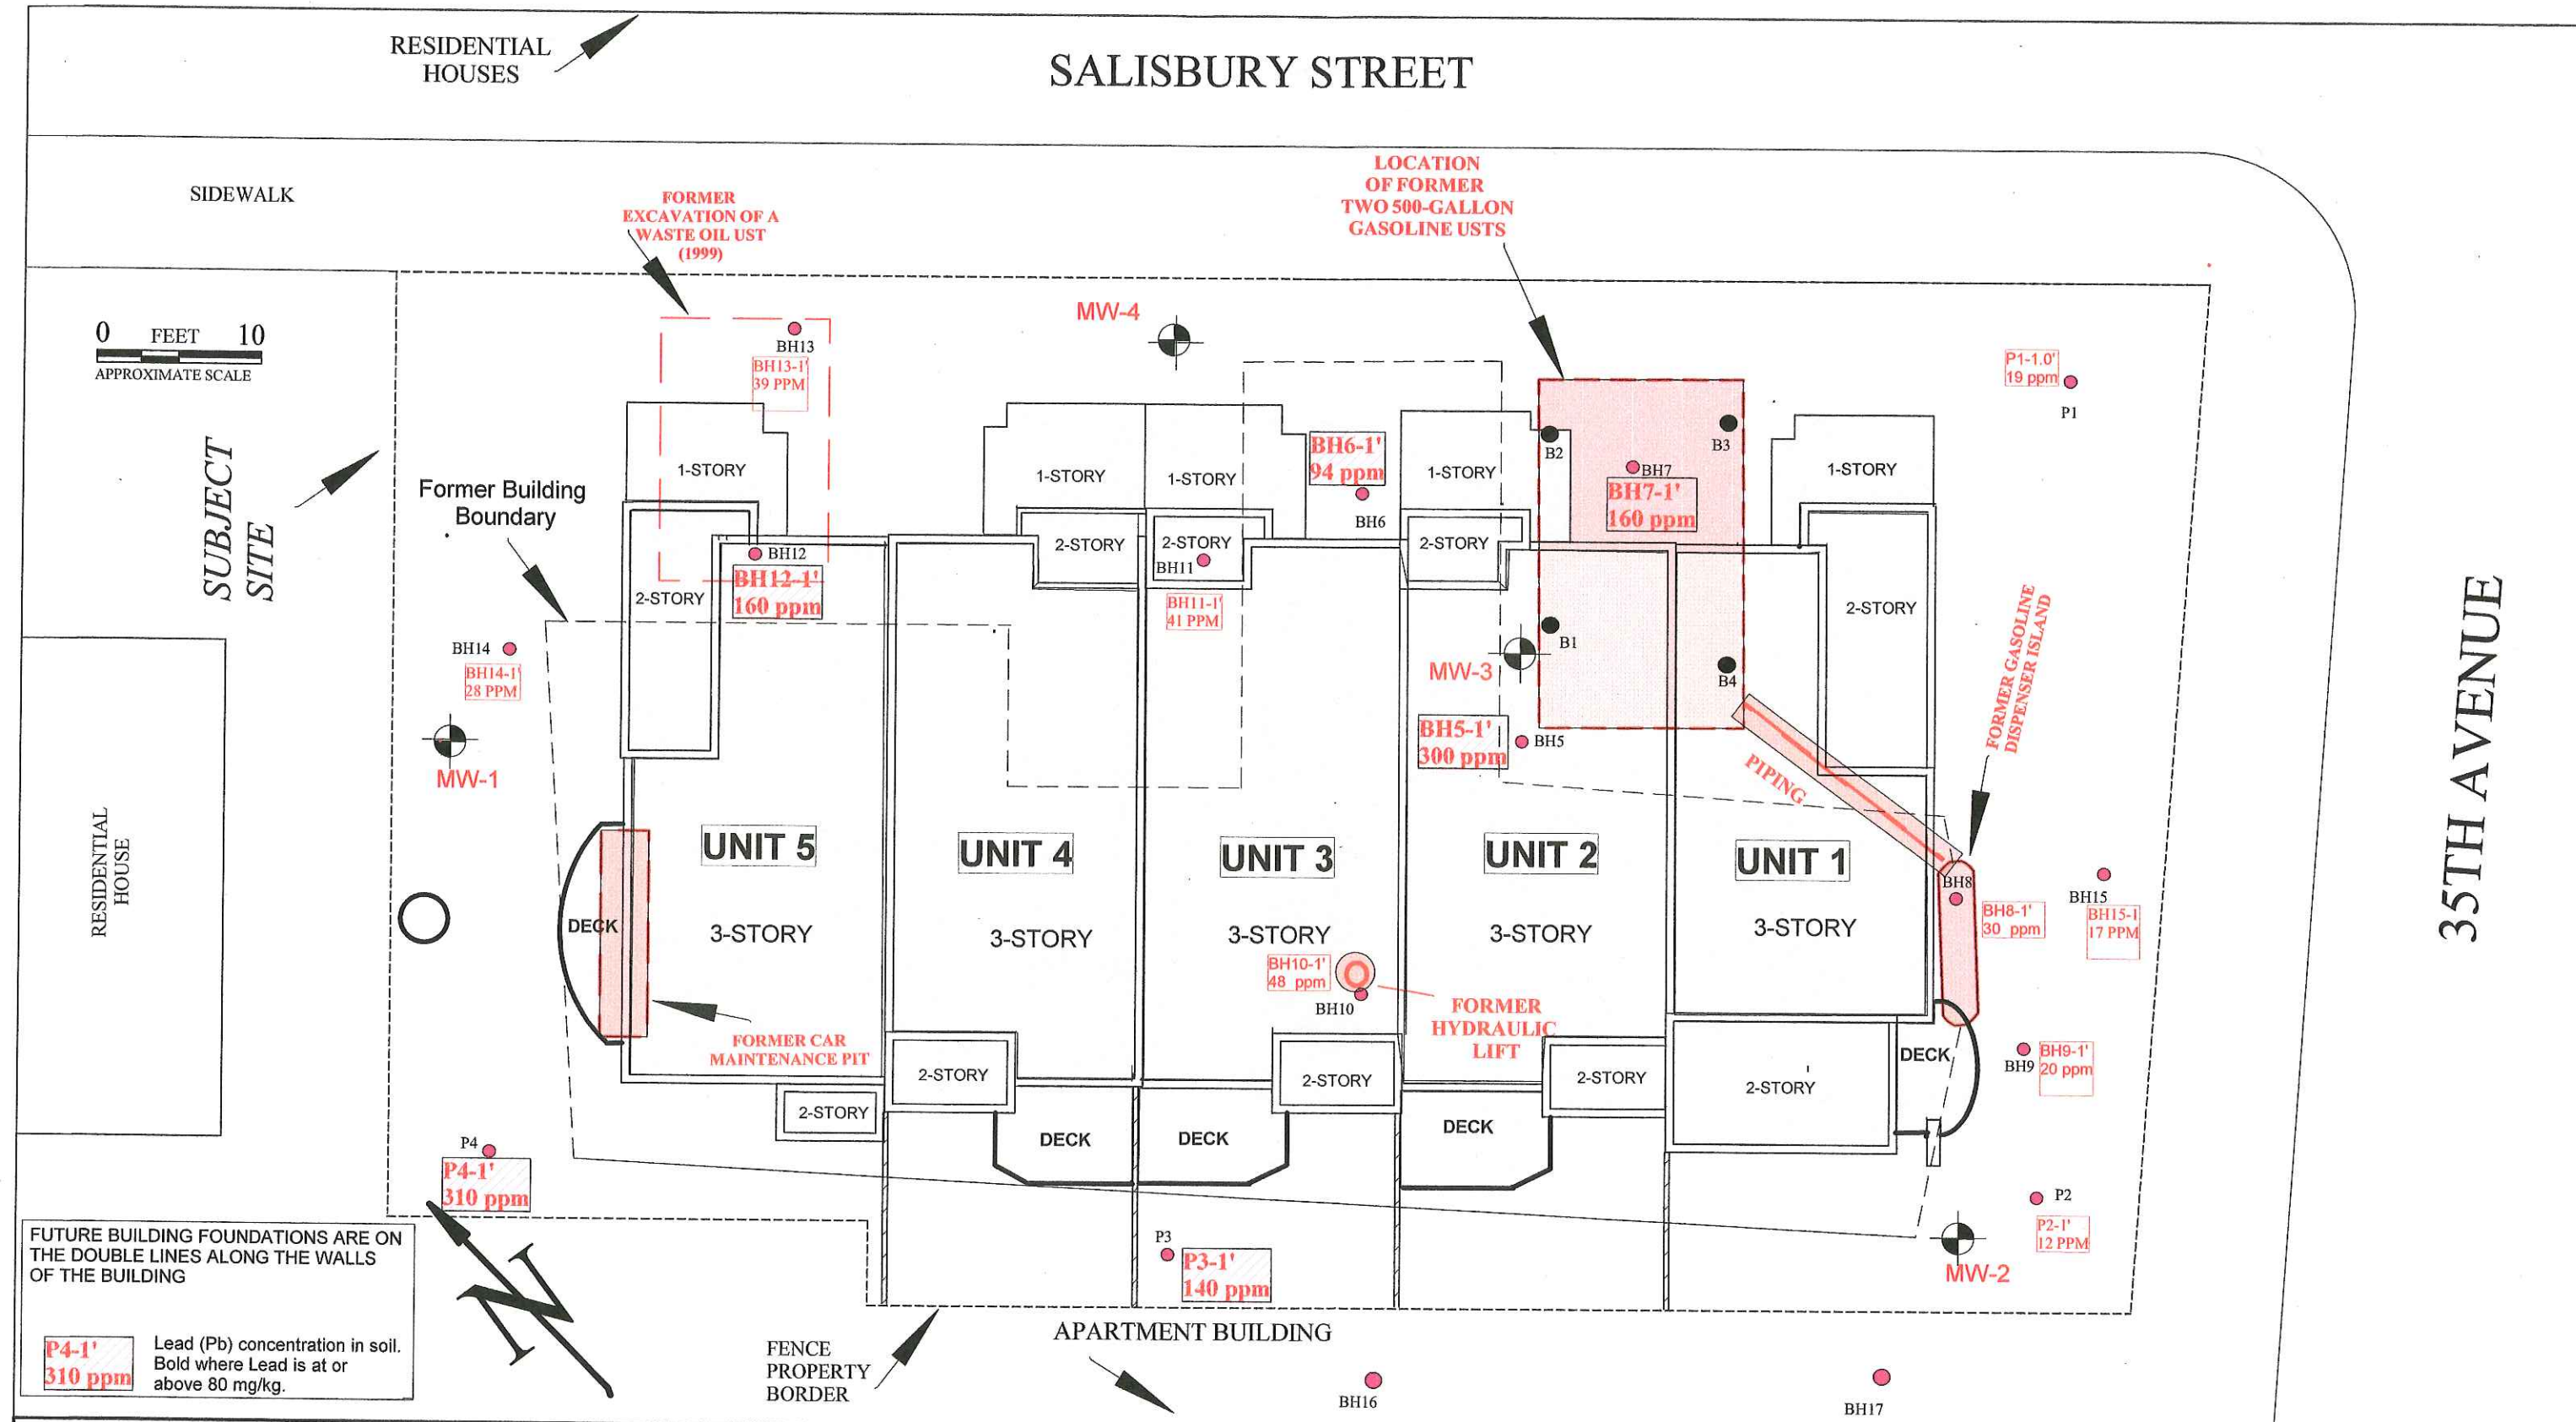 RESIDENTIAL
HOUSES
SALISBURY STREET
SIDEWALK
FORMER
EXCAVATION OF A
WASTE OIL UST
(1999)
LOCATION
OF FORMER
TWO 500-GALLON
GASOLINE USTS
0 FEET 10
APPROXIMATE SCALE
SUBJECT
SITE
MW-4
BH13
BH13-1'
39 PPM
P1-1.0'
19 ppm
P1
Former Building
Boundary
1-STORY
1-STORY
1-STORY
BH6-1'
94 ppm
BH6
1-STORY
B2
B3
BH7
BH7-1'
160 ppm
1-STORY
2-STORY
BH12
BH12-1'
160 ppm
2-STORY
2-STORY
BH11
BH11-1'
41 PPM
2-STORY
B1
MW-3
B4
2-STORY
FORMER GASOLINE
DISPENSER ISLAND
35TH AVENUE
BH14
BH14-1'
28 PPM
MW-1
BH5-1'
300 ppm
BH5
PIPING
RESIDENTIAL
HOUSE
UNIT 5
UNIT 4
UNIT 3
UNIT 2
UNIT 1
DECK
3-STORY
3-STORY
3-STORY
3-STORY
3-STORY
BH8
BH8-1'
30 ppm
BH15
BH15-1
17 PPM
BH10-1'
48 ppm
BH10
FORMER
HYDRAULIC
LIFT
FORMER CAR
MAINTENANCE PIT
DECK
BH9
BH9-1'
20 ppm
2-STORY
2-STORY
2-STORY
2-STORY
2-STORY
DECK
DECK
DECK
P4
P4-1'
310 ppm
P2
P2-1'
12 PPM
MW-2
P3
P3-1'
140 ppm
FUTURE BUILDING FOUNDATIONS ARE ON
THE DOUBLE LINES ALONG THE WALLS
OF THE BUILDING
P4-1'
310 ppm
Lead (Pb) concentration in soil.
Bold where Lead is at or
above 80 mg/kg.
N
FENCE
PROPERTY
BORDER
APARTMENT BUILDING
BH16
BH17